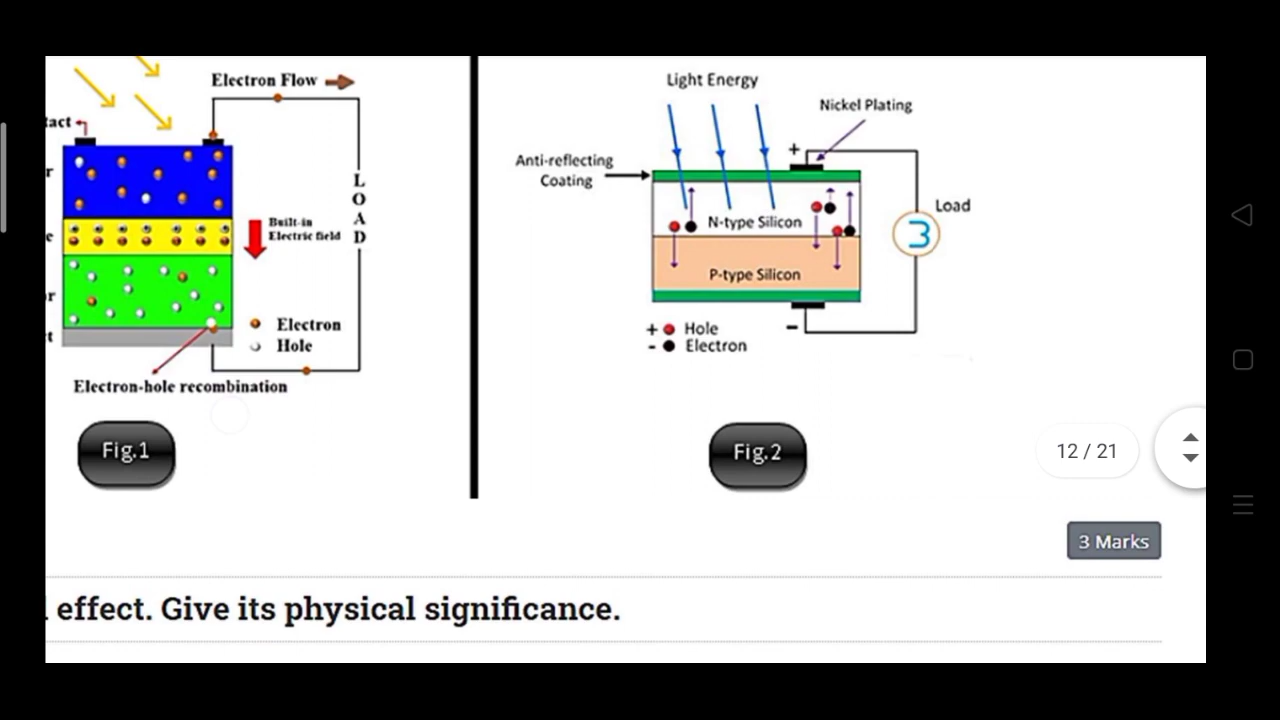 Electron Flow
tact
r
e
r
t
L
O
A
D
Built-in
Electric field
Electron
Hole
Electron-hole recombination
Fig.1
Light Energy
Nickel Plating
Anti-reflecting
Coating
+
Load
N-type Silicon
3
P-type Silicon
-
+ Hole
- Electron
Fig.2
12 / 21
3 Marks
effect. Give its physical significance.